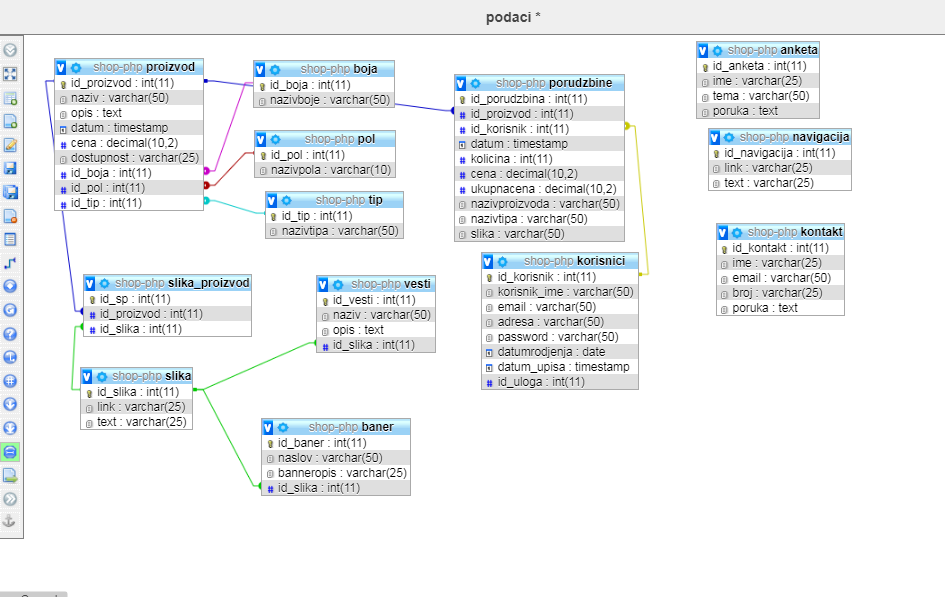 podaci *
shop-php proizvod
id_proizvod : int(11)
naziv : varchar(50)
opis : text
datum : timestamp
cena : decimal(10,2)
dostupnost : varchar(25)
id_boja : int(11)
id_pol : int(11)
id_tip : int(11)
shop-php boja
id_boja : int(11)
nazivboje : varchar(50)
shop-php pol
id_pol : int(11)
nazivpola : varchar(10)
shop-php tip
id_tip : int(11)
nazivtipa : varchar(50)
shop-php porudzbine
id_porudzbina : int(11)
id_proizvod : int(11)
id_korisnik : int(11)
datum : timestamp
kolicina : int(11)
cena : decimal(10,2)
ukupnacena : decimal(10,2)
nazivproizvoda : varchar(50)
nazivtipa : varchar(50)
slika : varchar(50)
shop-php anketa
id_anketa : int(11)
ime : varchar(25)
tema : varchar(50)
poruka : text
shop-php navigacija
id_navigacija : int(11)
link : varchar(25)
text : varchar(25)
shop-php kontakt
id_kontakt : int(11)
ime : varchar(25)
email : varchar(50)
broj : varchar(25)
poruka : text
shop-php korisnici
id_korisnik : int(11)
korisnik_ime : varchar(50)
email : varchar(50)
adresa : varchar(50)
password : varchar(50)
datumrodjenja : date
datum_upisa : timestamp
id_uloga : int(11)
shop-php slika_proizvod
id_sp : int(11)
id_proizvod : int(11)
id_slika : int(11)
shop-php vesti
id_vesti : int(11)
naziv : varchar(50)
opis : text
id_slika : int(11)
shop-php slika
id_slika : int(11)
link : varchar(25)
text : varchar(25)
shop-php baner
id_baner : int(11)
naslov : varchar(50)
banneropis : varchar(25)
id_slika : int(11)